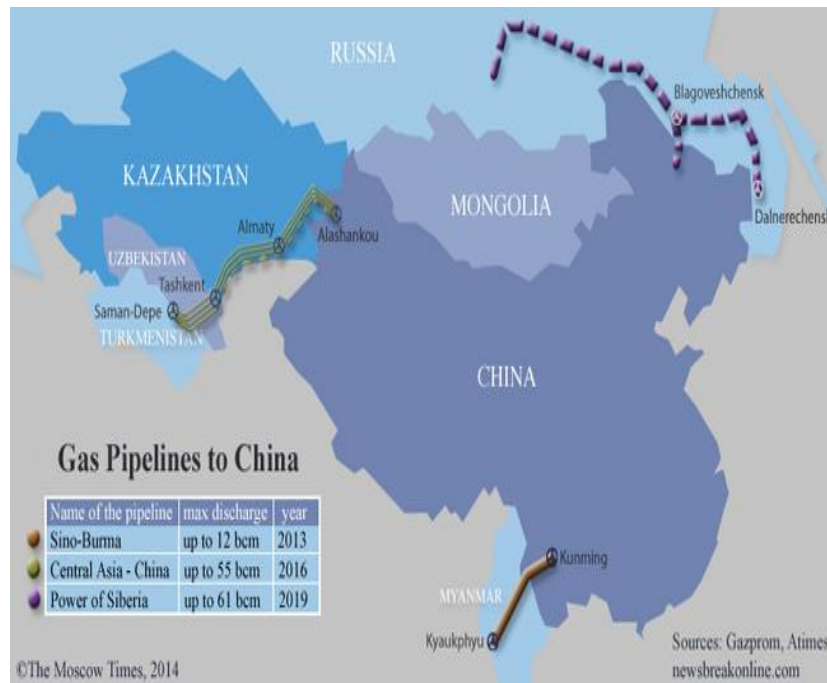 RUSSIA
Blagoveshchensk
KAZAKHSTAN
MONGOLIA
Dalnerechensk
Almaty
Alashankou
UZBEKISTAN
Tashkent
Saman-Depe
TURKMENISTAN
CHINA
Gas Pipelines to China
Name of the pipeline max discharge year
Sino-Burma up to 12 bcm 2013
Central Asia - China up to 55 bcm 2016
Power of Siberia up to 61 bcm 2019
Kunming
MYANMAR
Kyaukphyu
Sources: Gazprom, Atimes
©The Moscow Times, 2014
newsbreakonline.com